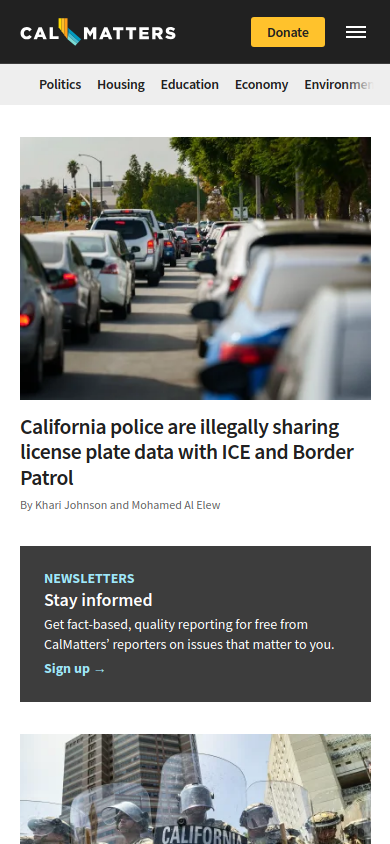 CAL MATTERS
Donate
Politics Housing Education Economy Environmen
California police are illegally sharing
license plate data with ICE and Border
Patrol
By Khari Johnson and Mohamed Al Elew
NEWSLETTERS
Stay informed
Get fact-based, quality reporting for free from
CalMatters’ reporters on issues that matter to you.
Sign up →
CALIFORNIA